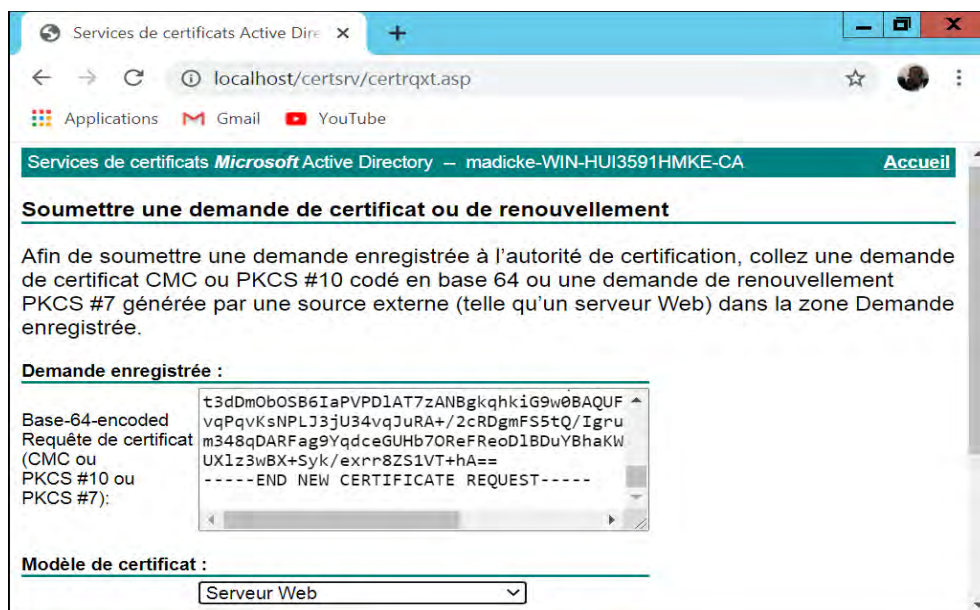 Services de certificats Active Dire
localhost/certsrv/certrqxt.asp
Applications Gmail YouTube
Services de certificats Microsoft Active Directory -- madicke-WIN-HUI3591HMKE-CA Accueil
Soumettre une demande de certificat ou de renouvellement
Afin de soumettre une demande enregistrée à l'autorité de certification, collez une demande
de certificat CMC ou PKCS #10 codé en base 64 ou une demande de renouvellement
PKCS #7 générée par une source externe (telle qu'un serveur Web) dans la zone Demande
enregistrée.
Demande enregistrée :
Base-64-encoded
Requête de certificat
(CMC ou
PKCS #10 ou
PKCS #7):
t3dDmObOSB6IaPVPDlAT7zANBgkqhkiG9w0BAQUF
vqPqvKsNPLJ3jU34vqJuRA+/2cRDgmFS5tQ/Igru
m348qDARFag9YqdceGUHb7OReFReoDlBDuYBhaKW
UXlz3wBX+Syk/exrr8ZS1VT+hA==
-----END NEW CERTIFICATE REQUEST-----
Modèle de certificat :
Serveur Web